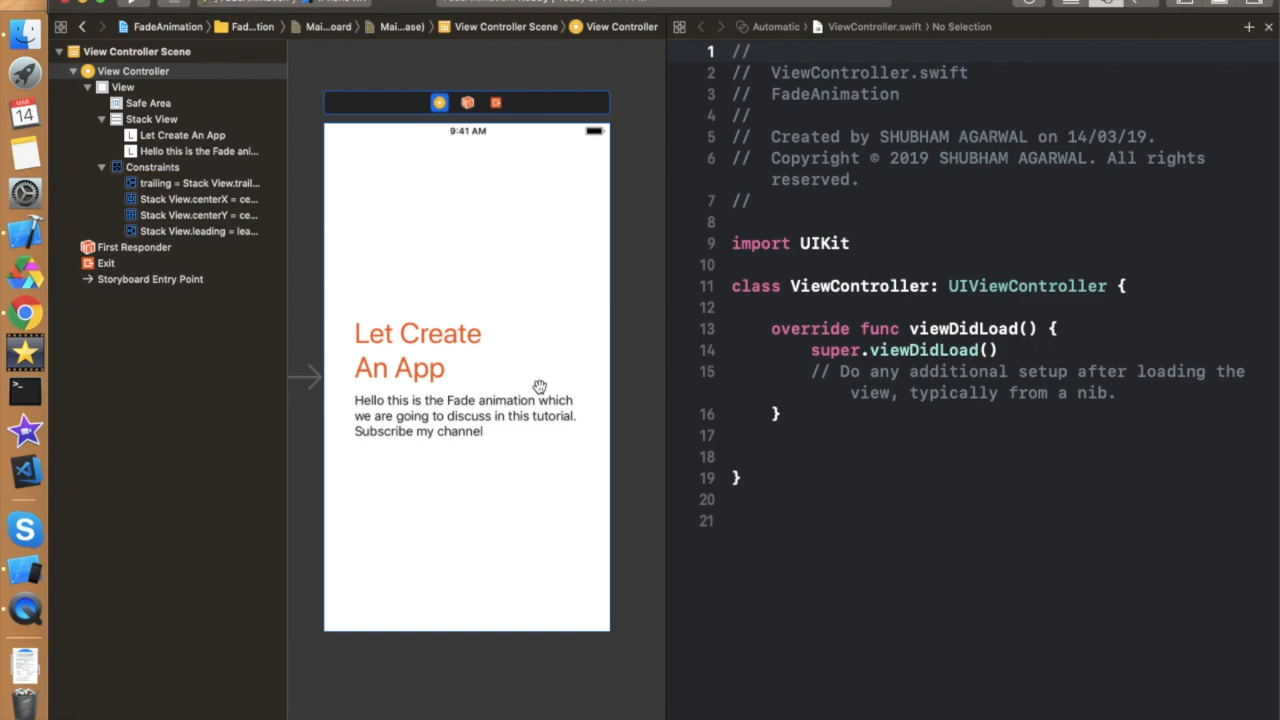 FadeAnimation
Fad...tion
Mai...oard
Mai...ase)
View Controller Scene
View Controller
Automatic
ViewController.swift
No Selection
View Controller Scene
View Controller
View
Safe Area
Stack View
L Let Create An App
L Hello this is the Fade ani...
Constraints
trailing = Stack View.trail...
Stack View.centerX = ce...
Stack View.centerY = ce...
Stack View.leading = lea...
First Responder
Exit
Storyboard Entry Point
MAR
14
S
9:41 AM
Let Create
An App
Hello this is the Fade animation which
we are going to discuss in this tutorial.
Subscribe my channel
1 //
2 // ViewController.swift
3 // FadeAnimation
4 //
5 // Created by SHUBHAM AGARWAL on 14/03/19.
6 // Copyright © 2019 SHUBHAM AGARWAL. All rights
reserved.
7 //
8
9 import UIKit
10
11 class ViewController: UIViewController {
12
13 override func viewDidLoad() {
14 super.viewDidLoad()
15 // Do any additional setup after loading the
view, typically from a nib.
16 }
17
18
19 }
20
21